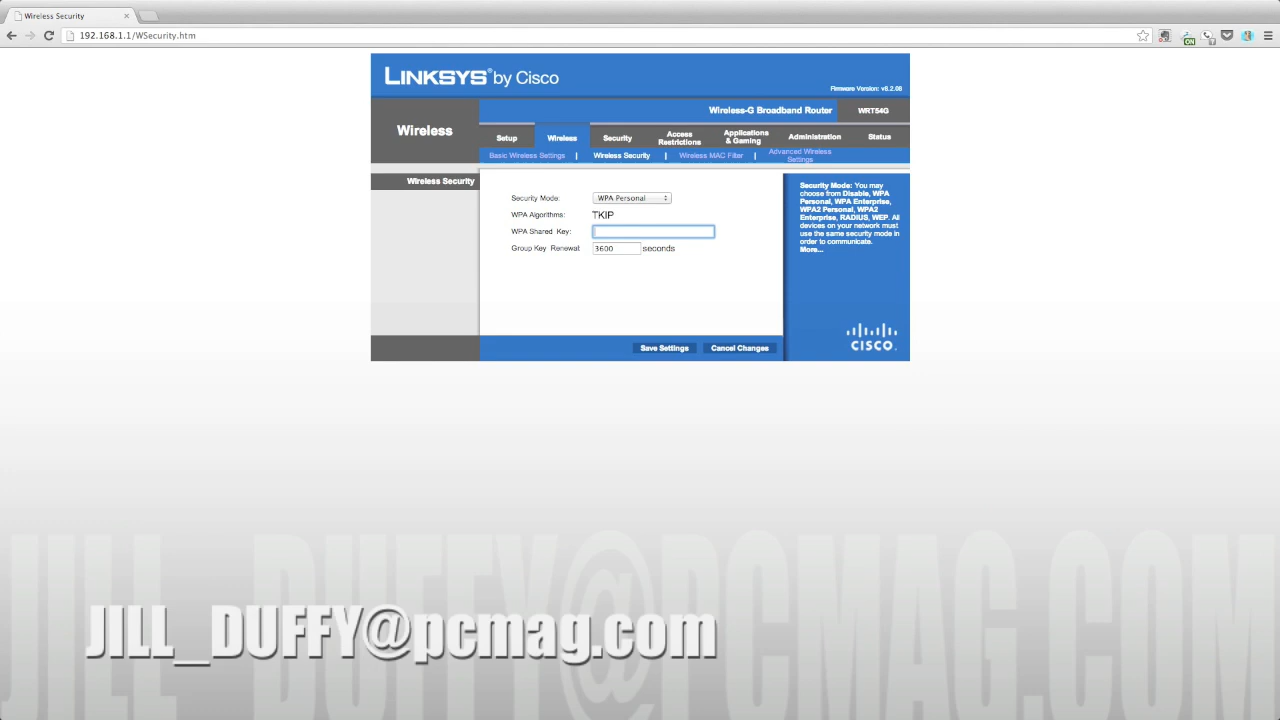 Wireless Security
192.168.1.1/WSecurity.htm
ON
LINKSYS® by Cisco
Firmware Version: v8.2.08
Wireless-G Broadband Router
WRT54G
Wireless
Setup
Wireless
Security
Access
Restrictions
Applications
& Gaming
Administration
Status
Basic Wireless Settings | Wireless Security | Wireless MAC Filter |
Advanced Wireless
Settings
Wireless Security
Security Mode: WPA Personal
WPA Algorithms: TKIP
WPA Shared Key:
Group Key Renewal: 3600 seconds
Security Mode: You may
choose from Disable, WPA
Personal, WPA Enterprise,
WPA2 Personal, WPA2
Enterprise, RADIUS, WEP. All
devices on your network must
use the same security mode in
order to communicate.
More...
Save Settings
Cancel Changes
CISCO.
JILL_DUFFY@PCMAG.COM
JILL_DUFFY@pcmag.com